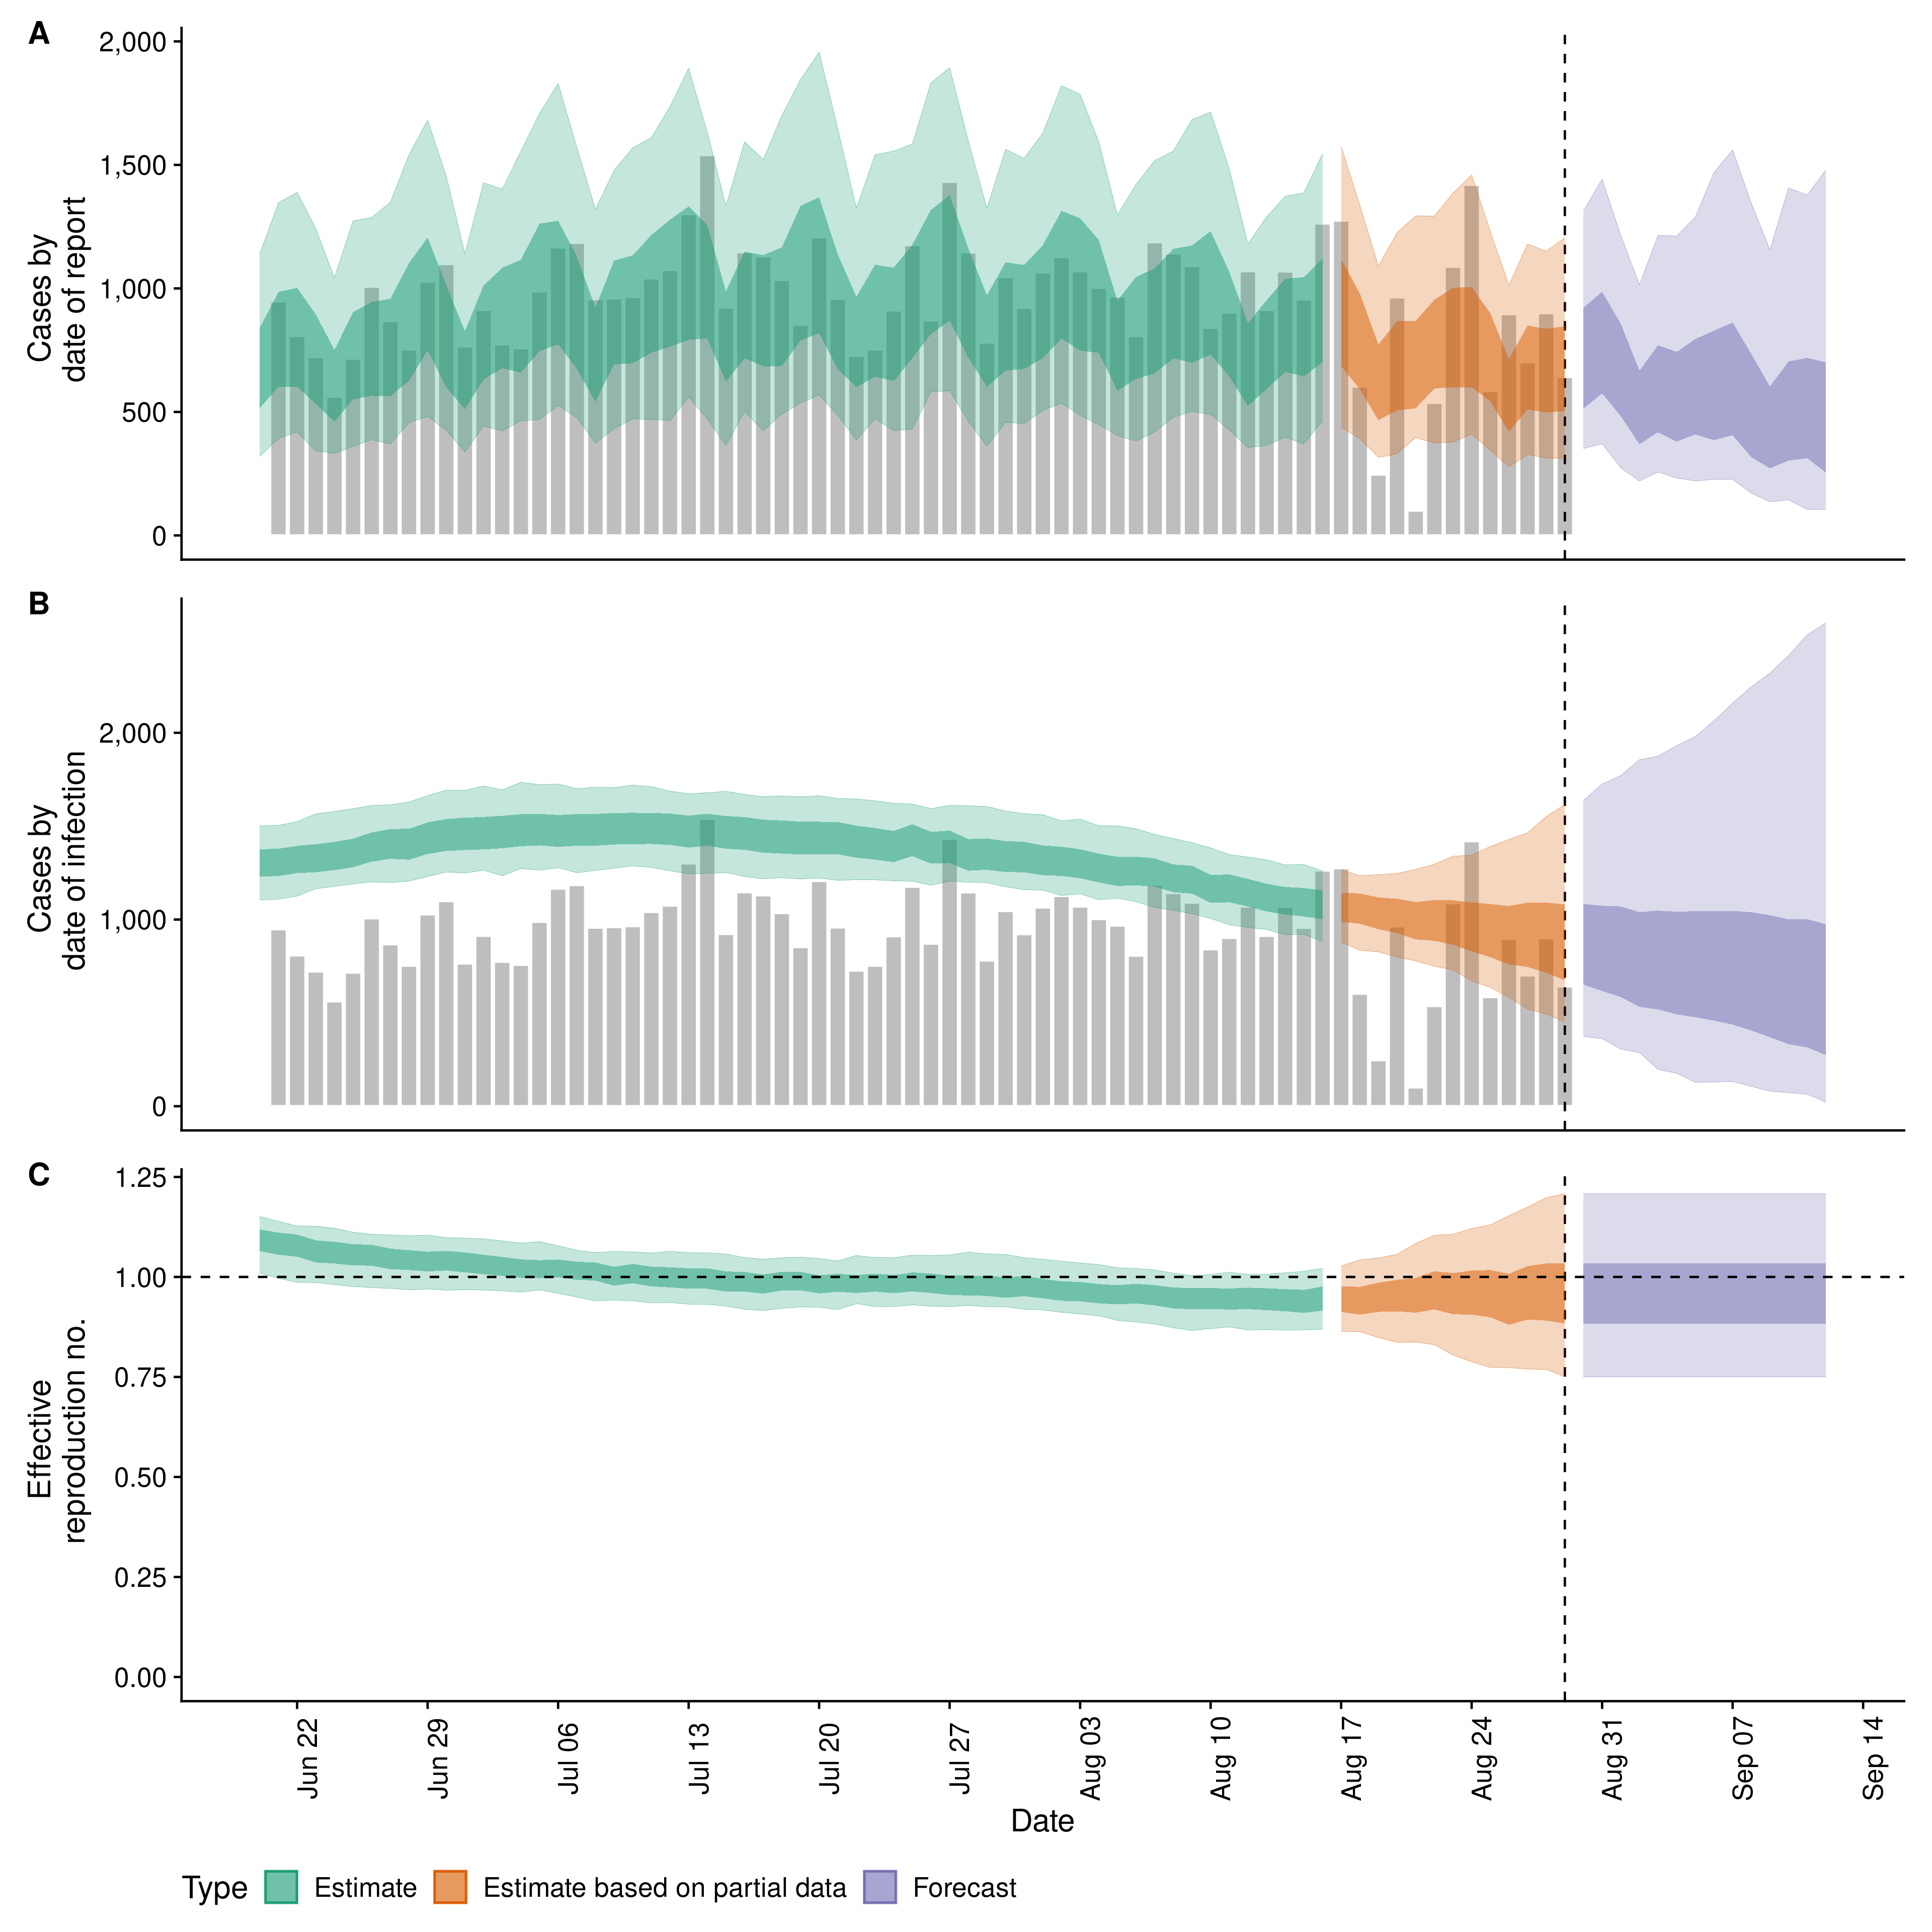 A
Cases by
date of report
2,000
1,500
1,000
500
0
B
Cases by
date of infection
2,000
1,000
0
C
Effective
reproduction no.
1.25
1.00
0.75
0.50
0.25
0.00
Jun 22
Jun 29
Jul 06
Jul 13
Jul 20
Jul 27
Aug 03
Aug 10
Aug 17
Aug 24
Aug 31
Sep 07
Sep 14
Date
Type Estimate Estimate based on partial data Forecast